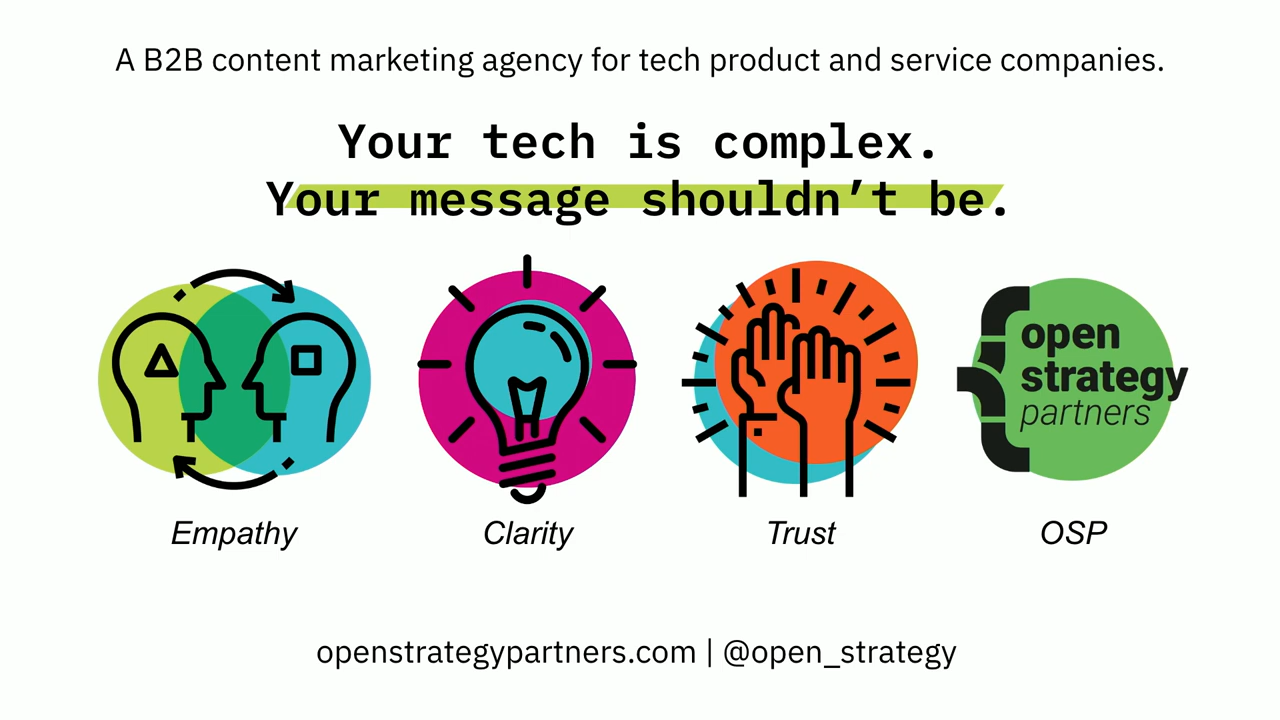 A B2B content marketing agency for tech product and service companies.
Your tech is complex.
Your message shouldn’t be.
open
strategy
partners
Empathy
Clarity
Trust
OSP
openstrategypartners.com | @open_strategy